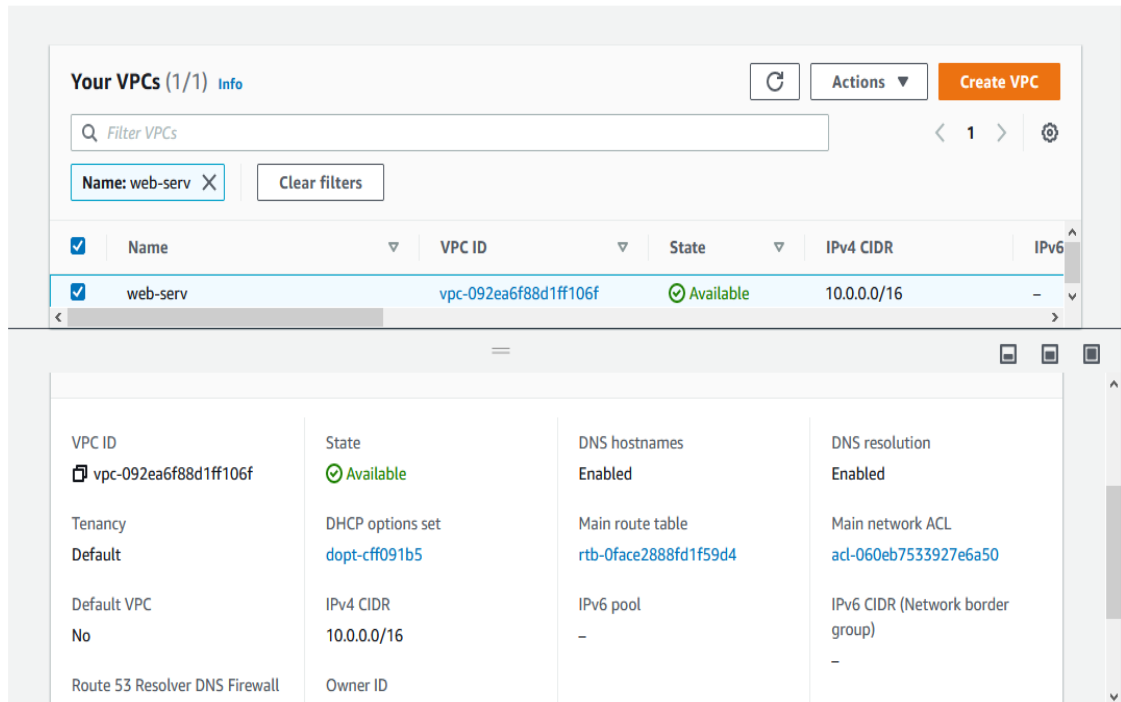 Your VPCs (1/1) Info
Actions
Create VPC
Filter VPCs
1
Name: web-serv
Clear filters
Name VPC ID State IPv4 CIDR IPv6
web-serv vpc-092ea6f88d1ff106f Available 10.0.0.0/16 –
VPC ID State DNS hostnames DNS resolution
vpc-092ea6f88d1ff106f Available Enabled Enabled
Tenancy DHCP options set Main route table Main network ACL
Default dopt-cff091b5 rtb-0face2888fd1f59d4 acl-060eb7533927e6a50
Default VPC IPv4 CIDR IPv6 pool IPv6 CIDR (Network border
group)
No 10.0.0.0/16 –
–
Route 53 Resolver DNS Firewall Owner ID